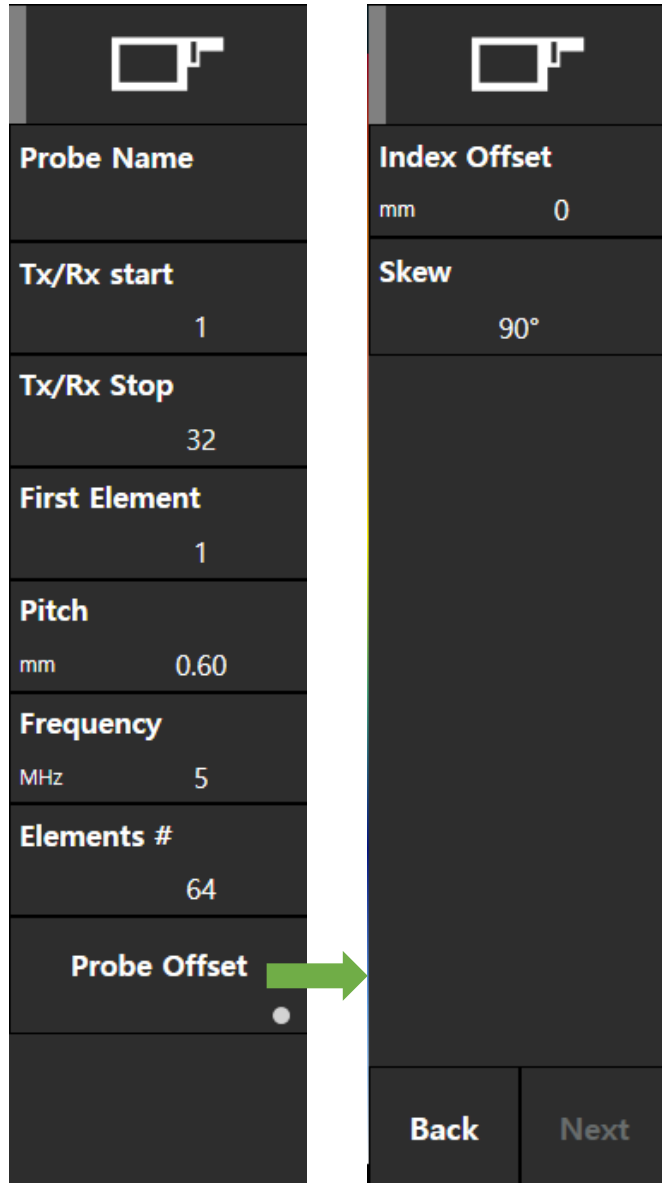 Probe Name
Tx/Rx start
1
Tx/Rx Stop
32
First Element
1
Pitch
mm 0.60
Frequency
MHz 5
Elements #
64
Probe Offset
Index Offset
mm 0
Skew
90°
Back Next